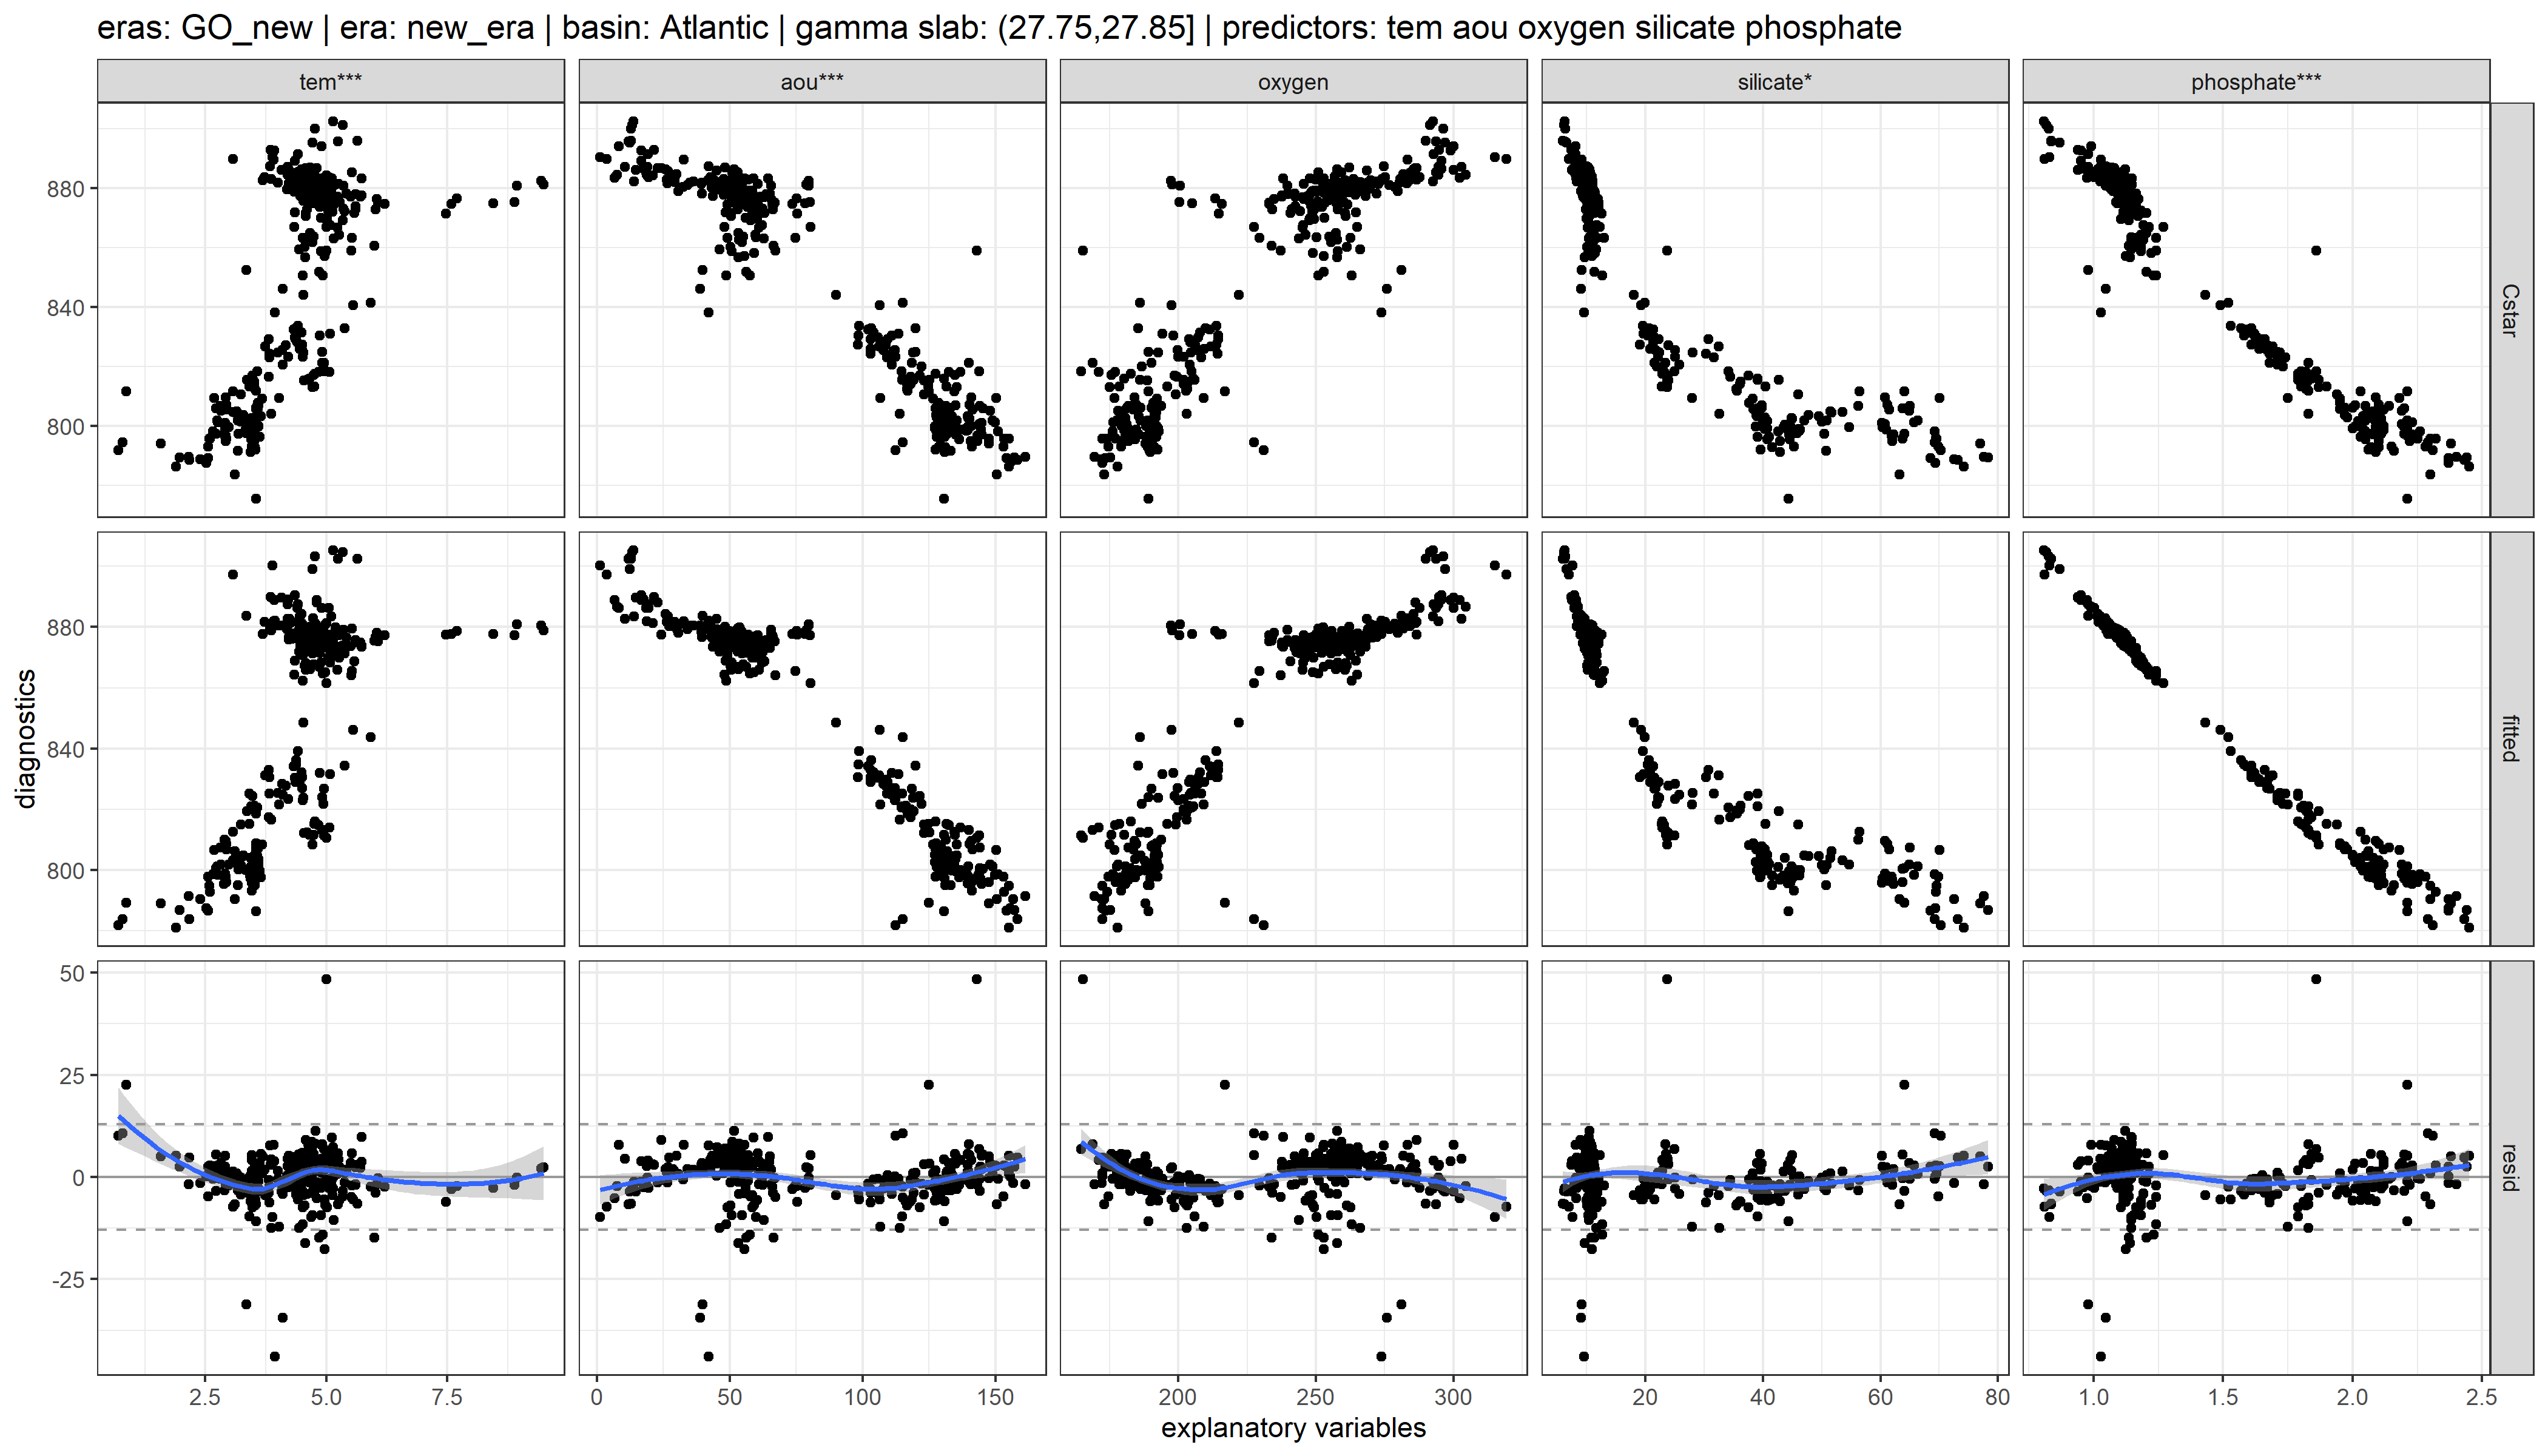 eras: GO_new | era: new_era | basin: Atlantic | gamma slab: (27.75,27.85] | predictors: tem aou oxygen silicate phosphate
tem*** aou*** oxygen silicate* phosphate***
880
840
800
Cstar
880
840
800
fitted
diagnostics
50
25
0
-25
resid
2.5 5.0 7.5 0 50 100 150 200 250 300 20 40 60 80 1.0 1.5 2.0 2.5
explanatory variables